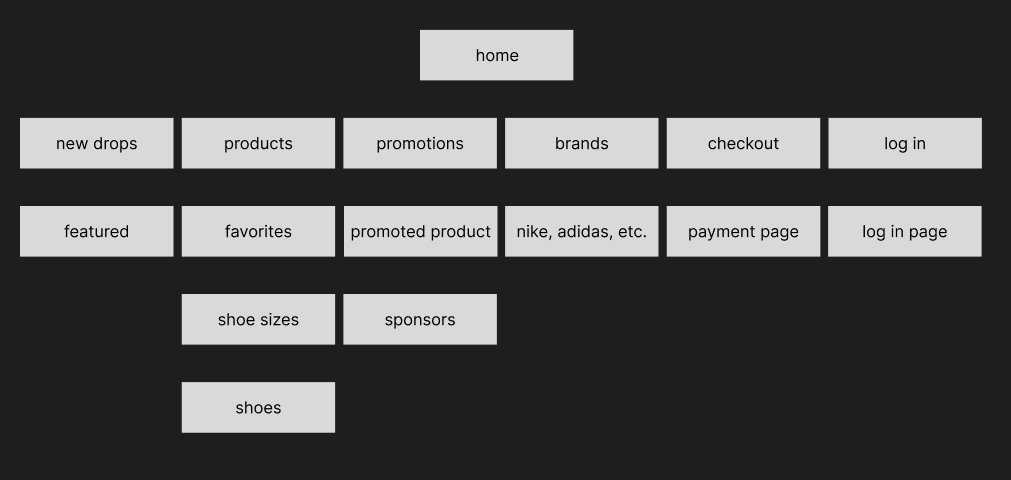 home
new drops
products
promotions
brands
checkout
log in
featured
favorites
promoted product
nike, adidas, etc.
payment page
log in page
shoe sizes
sponsors
shoes